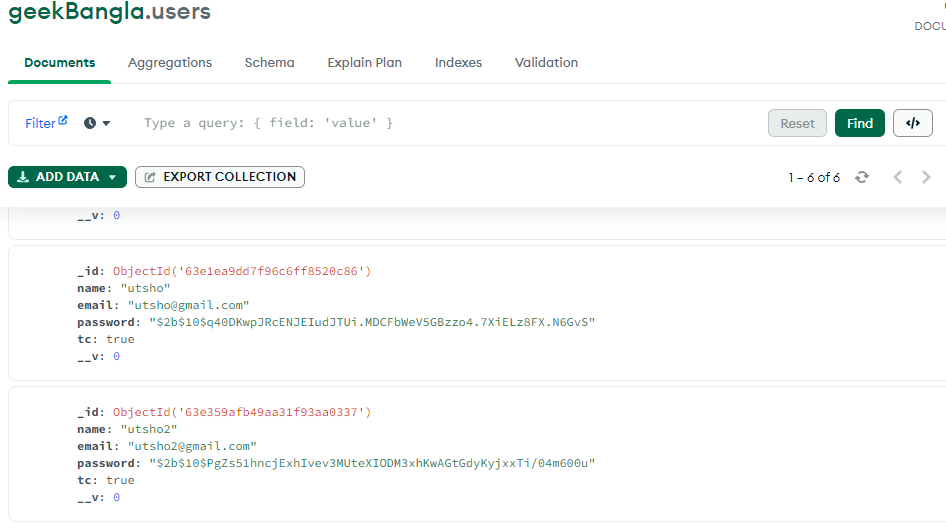 geekBangla.users
DOCU
Documents Aggregations Schema Explain Plan Indexes Validation
Filter Type a query: { field: 'value' } Reset Find </>
ADD DATA EXPORT COLLECTION 1 – 6 of 6
__v: 0
_id: ObjectId('63e1ea9dd7f96c6ff8520c86')
name: "utsho"
email: "utsho@gmail.com"
password: "$2b$10$q40DKwpJRcENJEIudJTUi.MDCFbWeV5GBzzo4.7XiELz8FX.N6GvS"
tc: true
__v: 0
_id: ObjectId('63e359afb49aa31f93aa0337')
name: "utsho2"
email: "utsho2@gmail.com"
password: "$2b$10$PgZs51hncjExhIvev3MUteXIODM3xhKwAGtGdyKyjxxTi/04m600u"
tc: true
__v: 0